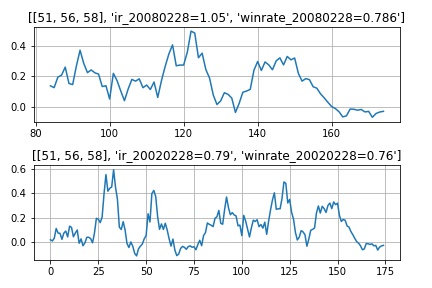 [[51, 56, 58], 'ir_20080228=1.05', 'winrate_20080228=0.786']
0.4
0.2
0.0
80 100 120 140 160
[[51, 56, 58], 'ir_20020228=0.79', 'winrate_20020228=0.76']
0.6
0.4
0.2
0.0
0 25 50 75 100 125 150 175